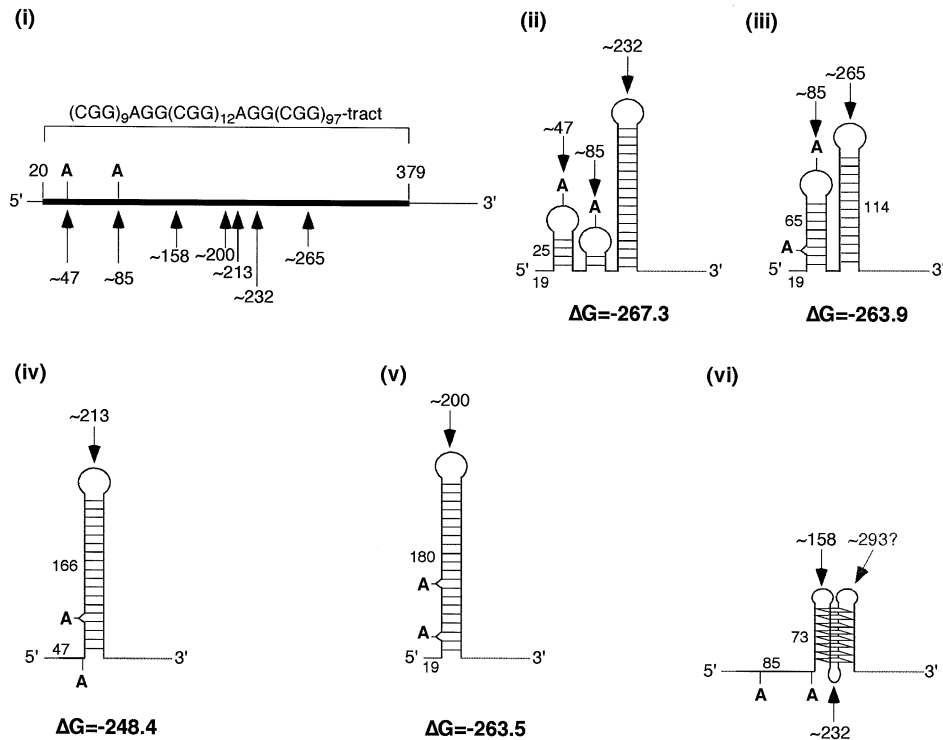 (i)
(CGG)9AGG(CGG)12AGG(CGG)97-tract
20 A A 379
5' 3'
~47 ~85 ~158 ~200 ~213 ~232 ~265
(ii)
~232
~47
~85
A
A
25
5' 3'
19
ΔG=-267.3
(iii)
~265
~85
A
65
114
A
5' 3'
19
ΔG=-263.9
(iv)
~213
166
A
47
5' 3'
A
ΔG=-248.4
(v)
~200
180
A
A
5' 3'
19
ΔG=-263.5
(vi)
~158 ~293?
73
85
5' 3'
A A
~232